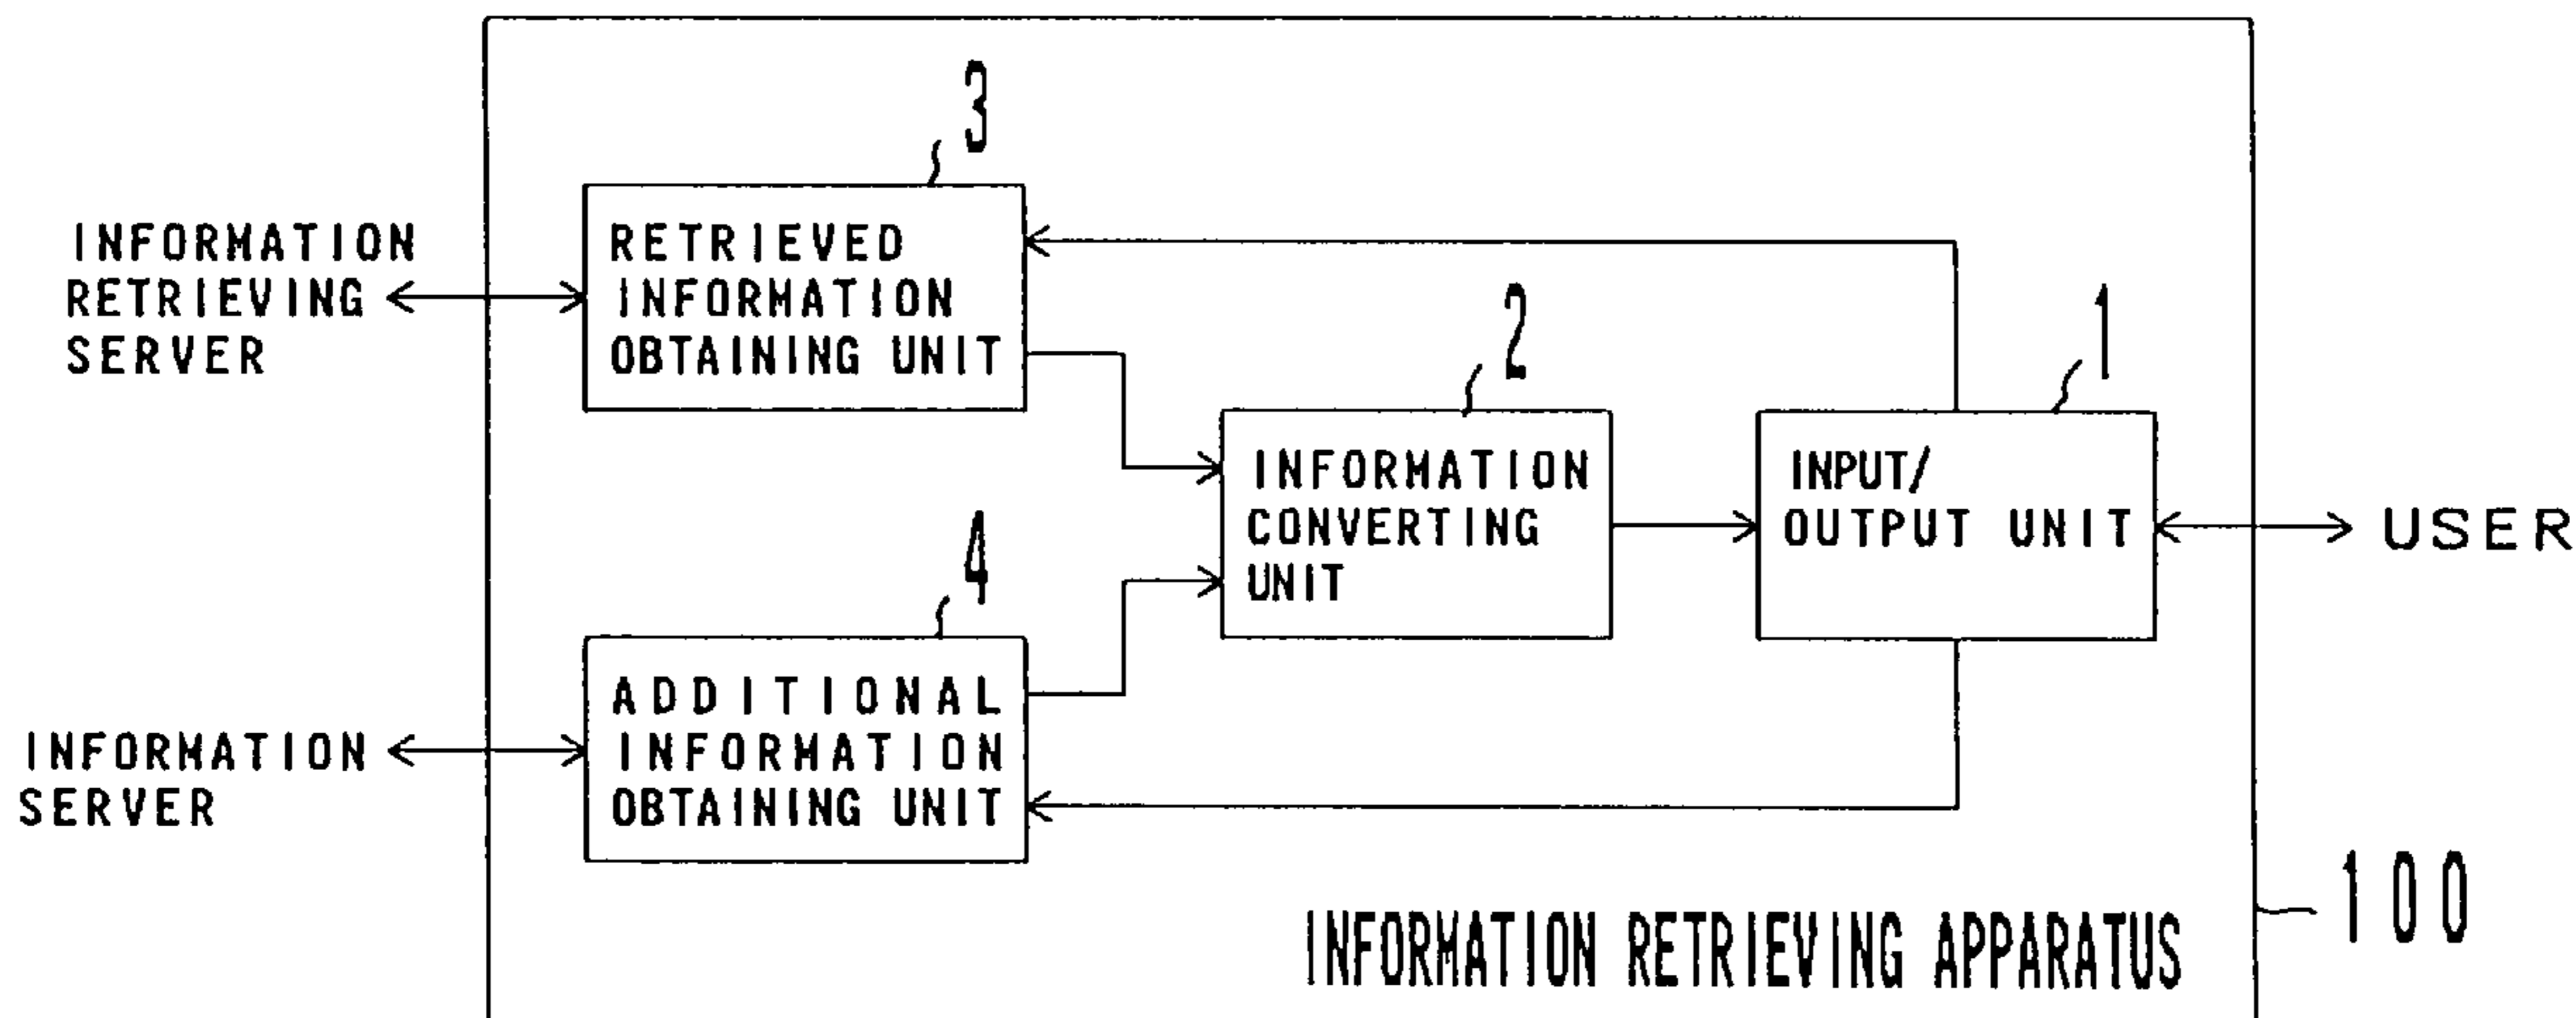 3
INFORMATION
RETRIEVING
SERVER
RETRIEVED
INFORMATION
OBTAINING UNIT
2
1
INFORMATION
CONVERTING
UNIT
INPUT/
OUTPUT UNIT
USER
4
ADDITIONAL
INFORMATION
OBTAINING UNIT
INFORMATION
SERVER
100
INFORMATION RETRIEVING APPARATUS